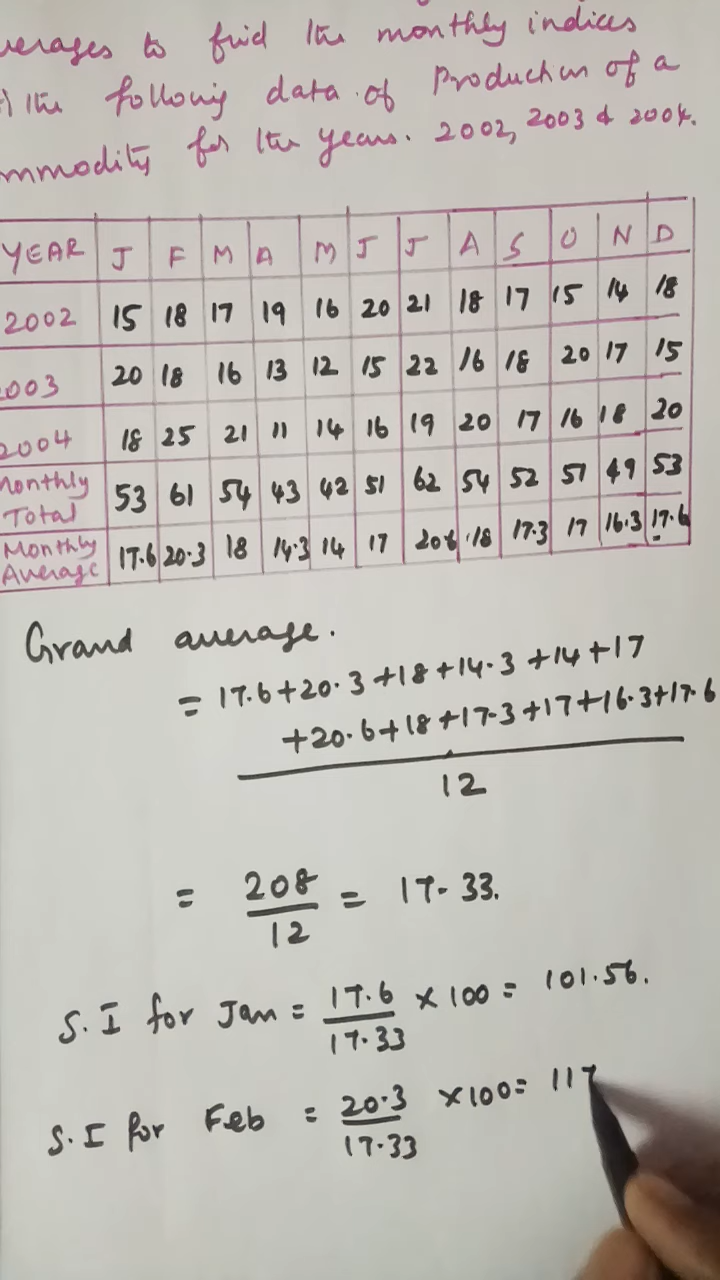 verages to find the monthly indices
the following data of Production of a
mmodity for the years. 2002, 2003 & 2004.
YEAR J F M A M J J A S O N D
2002 15 18 17 19 16 20 21 18 17 15 14 18
2003 20 18 16 13 12 15 22 16 18 20 17 15
2004 18 25 21 11 14 16 19 20 17 16 18 20
Monthly Total 53 61 54 43 42 51 62 54 52 51 49 53
Monthly Average 17.6 20.3 18 14.3 14 17 20.6 18 17.3 17 16.3 17.6
Grand average.
= 17.6+20.3+18+14.3+14+17
+20.6+18+17.3+17+16.3+17.6
12
= 208/12 = 17.33.
S.I for Jan = 17.6/17.33 × 100 = 101.56.
S.I for Feb = 20.3/17.33 × 100 = 117